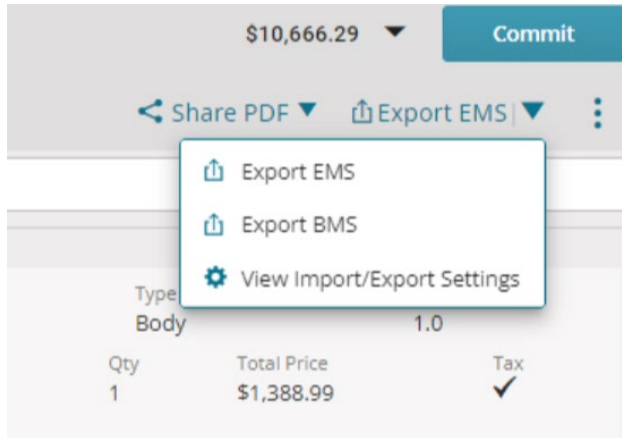 $10,666.29 Commit
Share PDF Export EMS
Export EMS
Export BMS
View Import/Export Settings
Type
Body 1.0
Qty Total Price Tax
1 $1,388.99